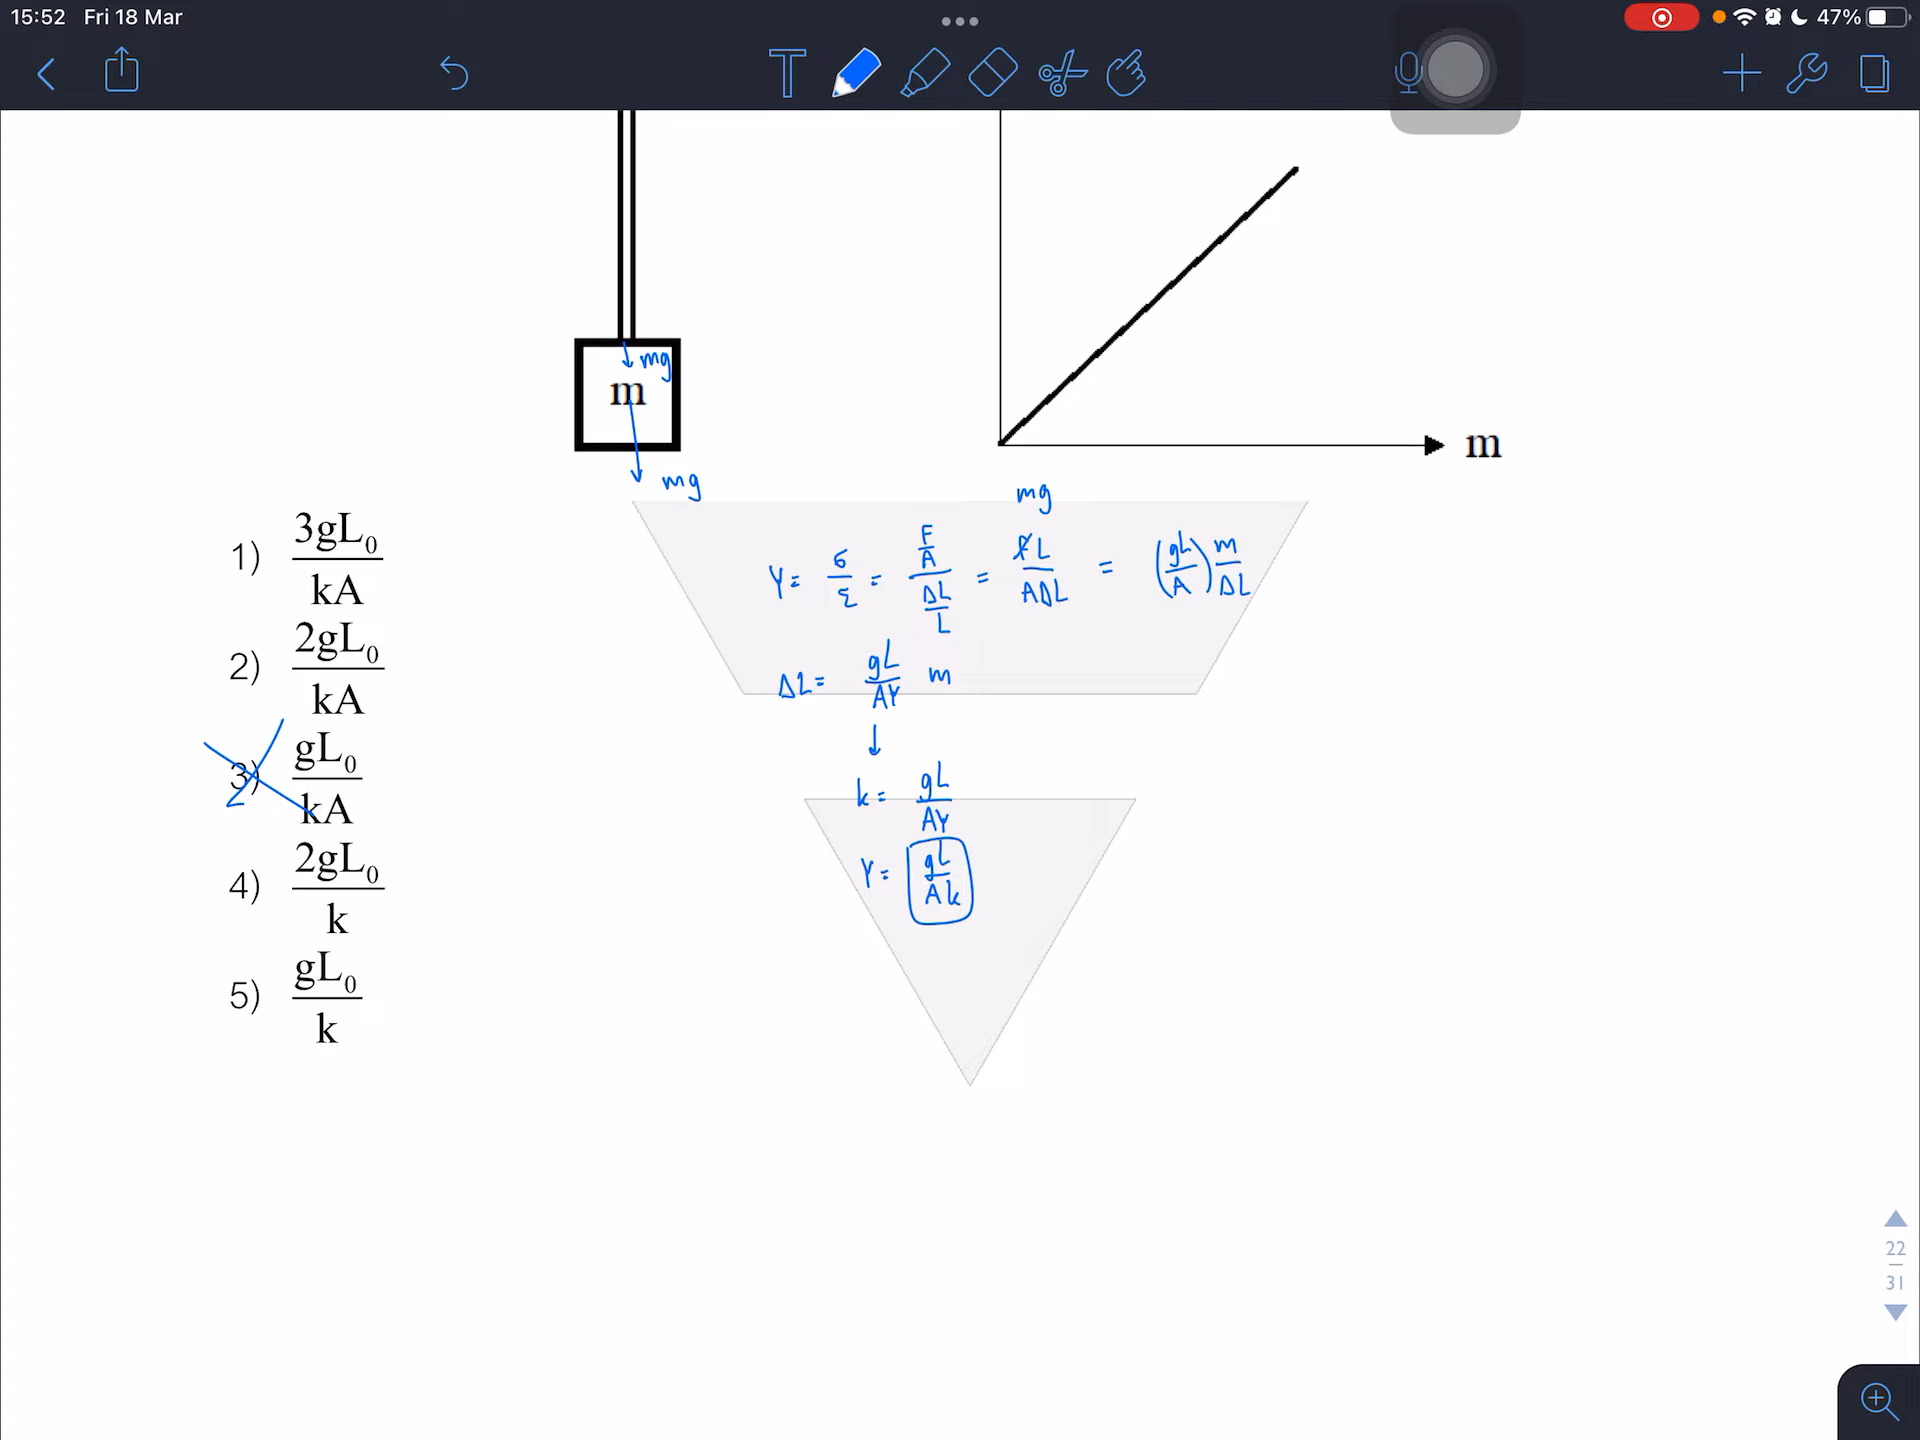 15:52 Fri 18 Mar
47%
T
mg
m
m
mg
mg
1) 3gL₀ / kA
Y = σ / ε = (F / A) / (ΔL / L) = FL / AΔL = (gL / A) m / ΔL
2) 2gL₀ / kA
ΔL = gL / AY m
3) gL₀ / kA
k = gL / AY
4) 2gL₀ / k
Y = gL / Ak
5) gL₀ / k
22
31